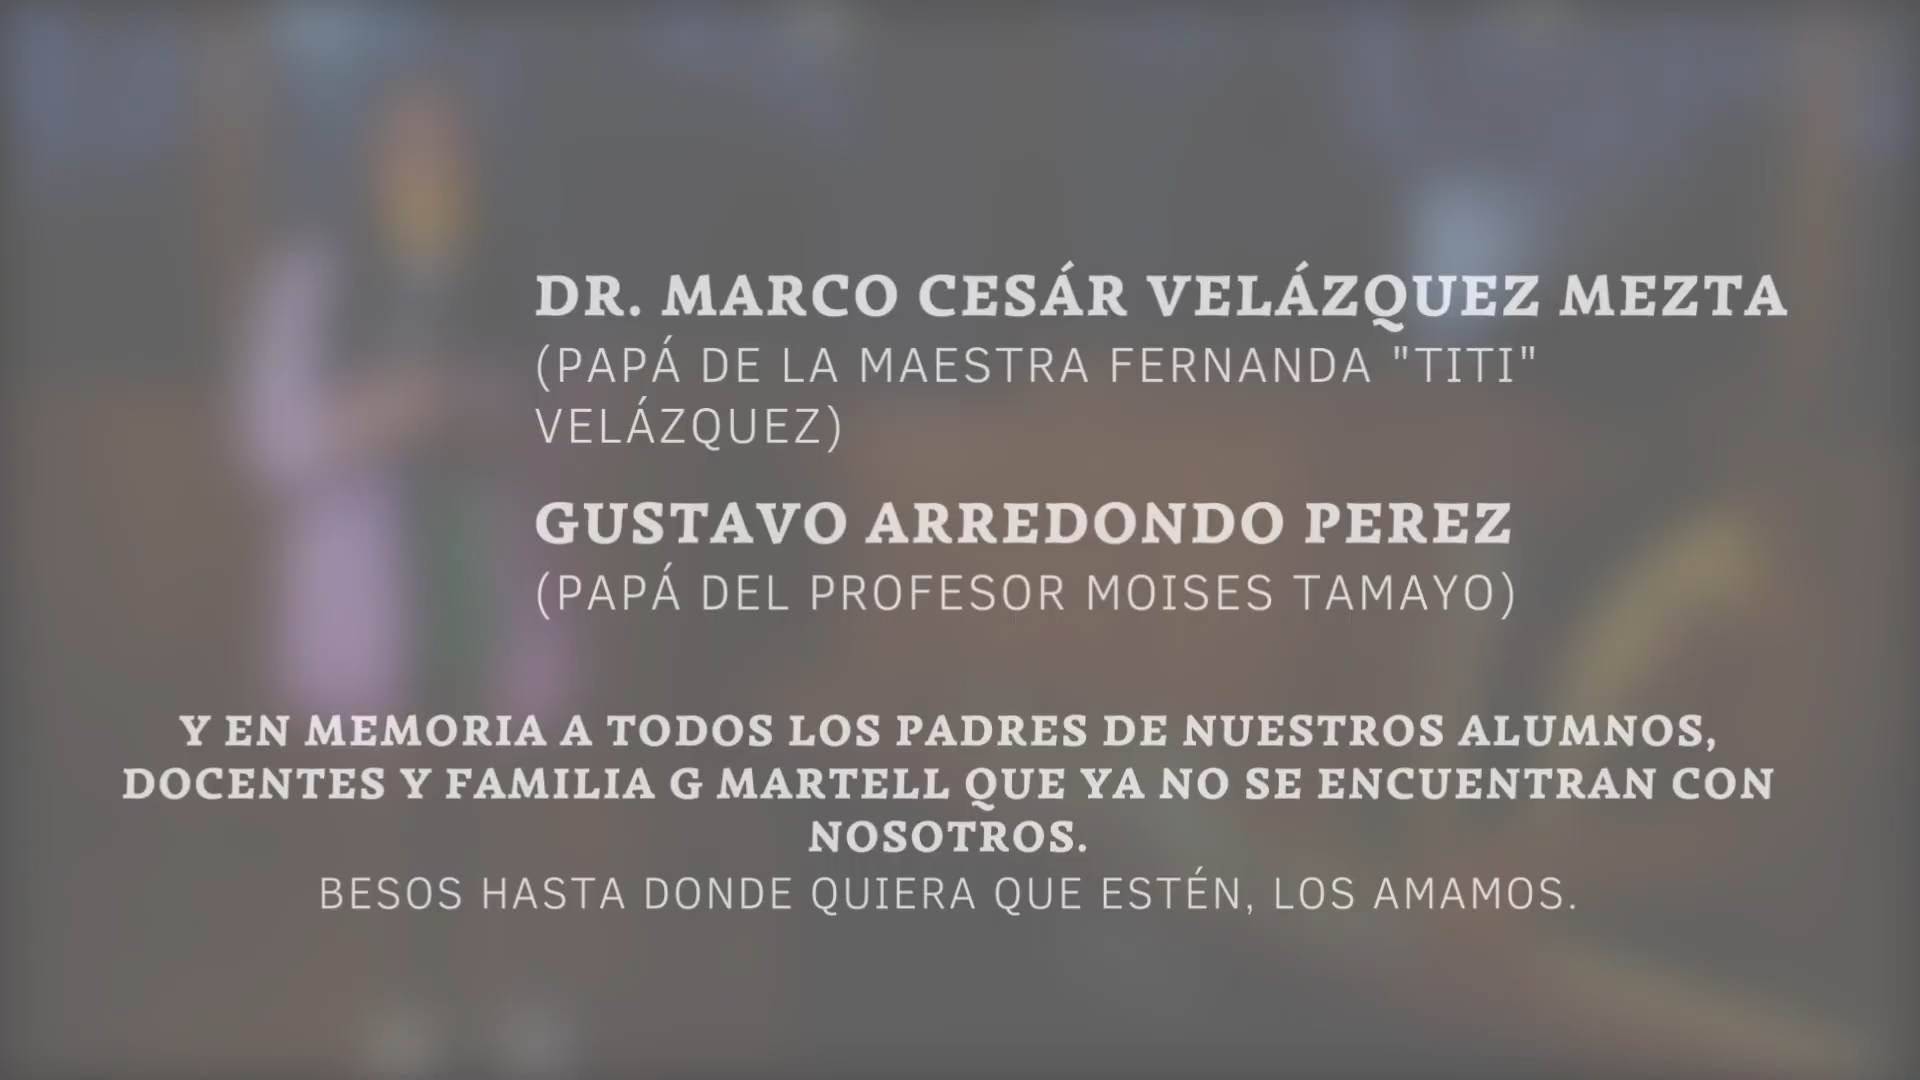 DR. MARCO CESÁR VELÁZQUEZ MEZTA
(PAPÁ DE LA MAESTRA FERNANDA "TITI"
VELÁZQUEZ)
GUSTAVO ARREDONDO PEREZ
(PAPÁ DEL PROFESOR MOISES TAMAYO)
Y EN MEMORIA A TODOS LOS PADRES DE NUESTROS ALUMNOS,
DOCENTES Y FAMILIA G MARTELL QUE YA NO SE ENCUENTRAN CON
NOSOTROS.
BESOS HASTA DONDE QUIERA QUE ESTÉN, LOS AMAMOS.